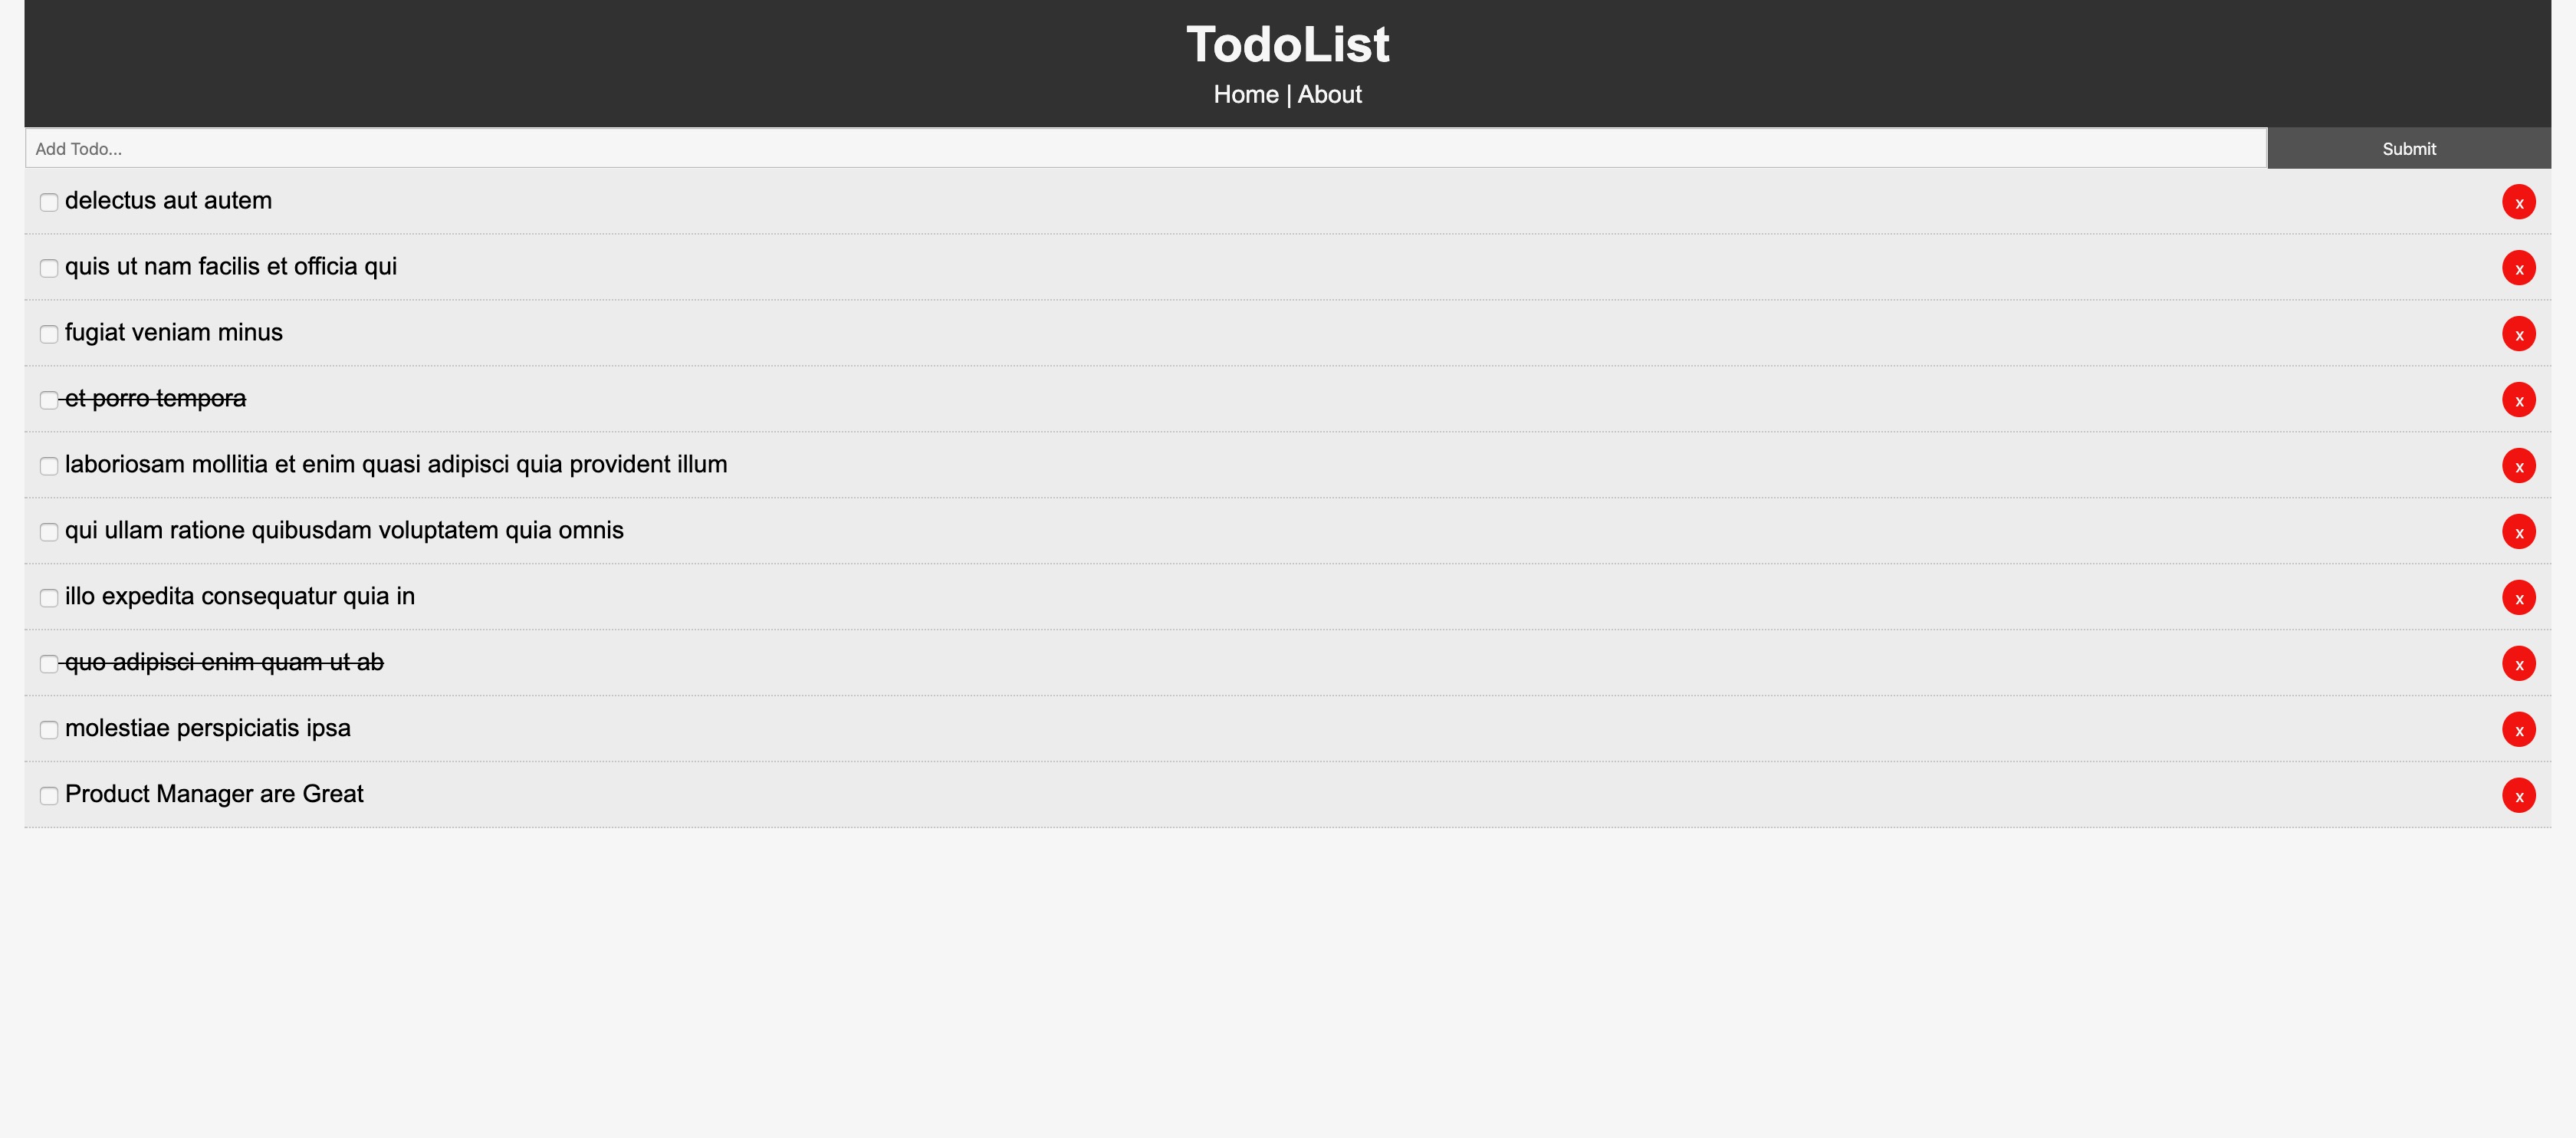 TodoList
Home | About
Add Todo...
Submit
delectus aut autem
x
quis ut nam facilis et officia qui
x
fugiat veniam minus
x
et porro tempora
x
laboriosam mollitia et enim quasi adipisci quia provident illum
x
qui ullam ratione quibusdam voluptatem quia omnis
x
illo expedita consequatur quia in
x
quo adipisci enim quam ut ab
x
molestiae perspiciatis ipsa
x
Product Manager are Great
x